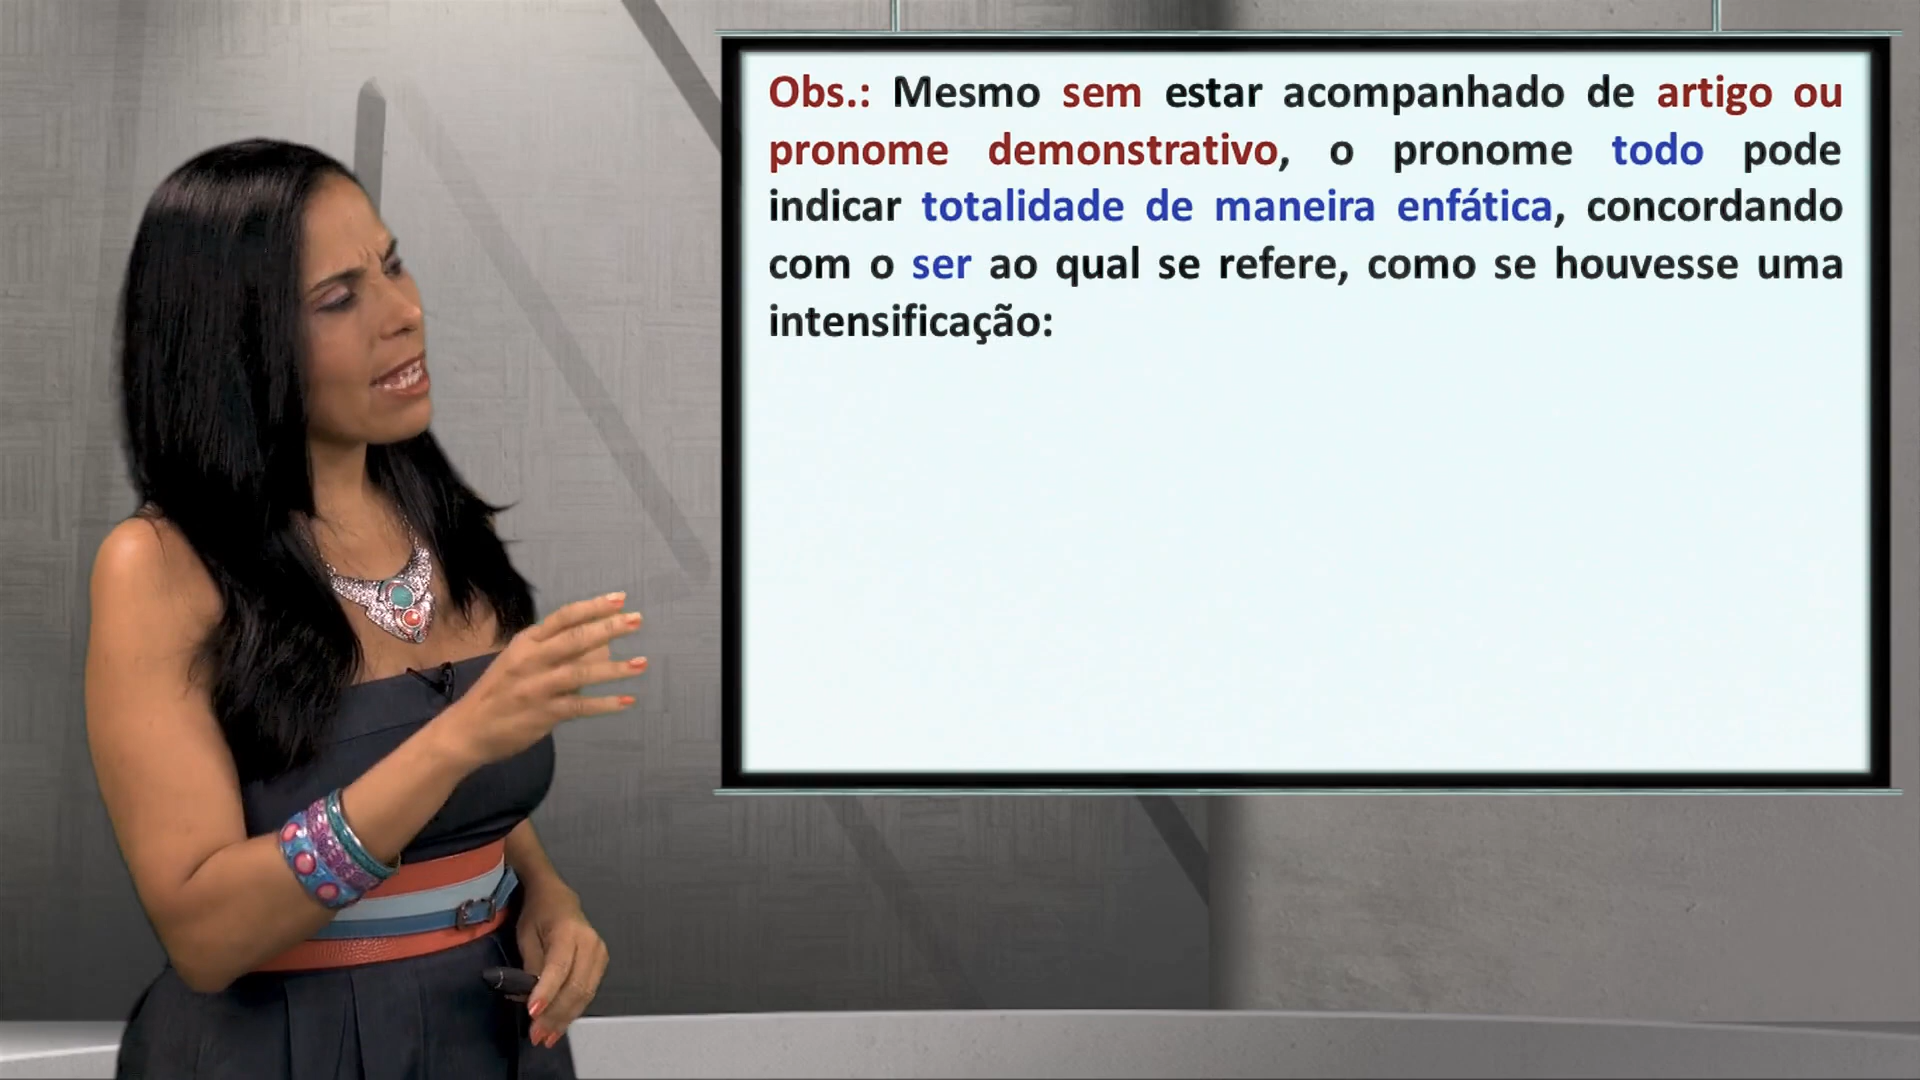 Obs.: Mesmo sem estar acompanhado de artigo ou
pronome demonstrativo, o pronome todo pode
indicar totalidade de maneira enfática, concordando
com o ser ao qual se refere, como se houvesse uma
intensificação: